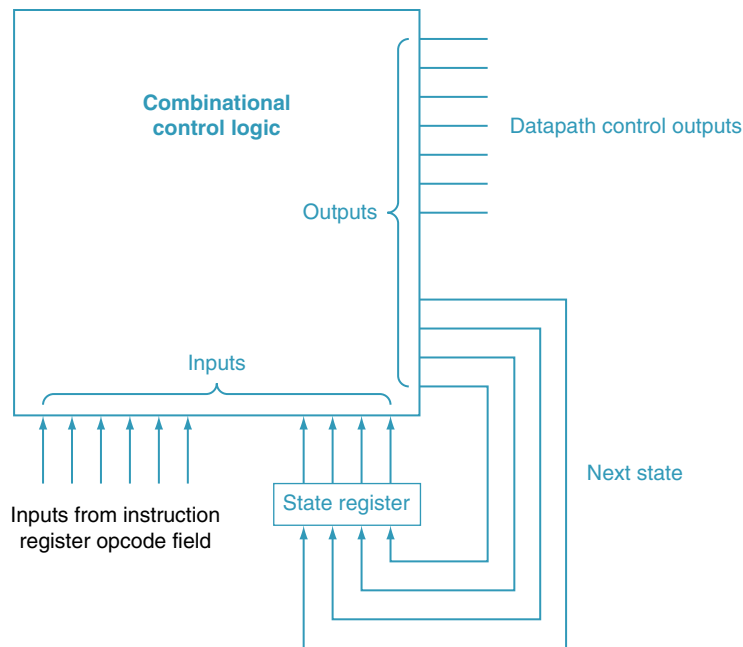 Combinational
control logic
Datapath control outputs
Outputs
Inputs
Next state
State register
Inputs from instruction
register opcode field